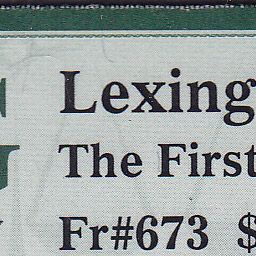 Lexing
The First
Fr#673 $